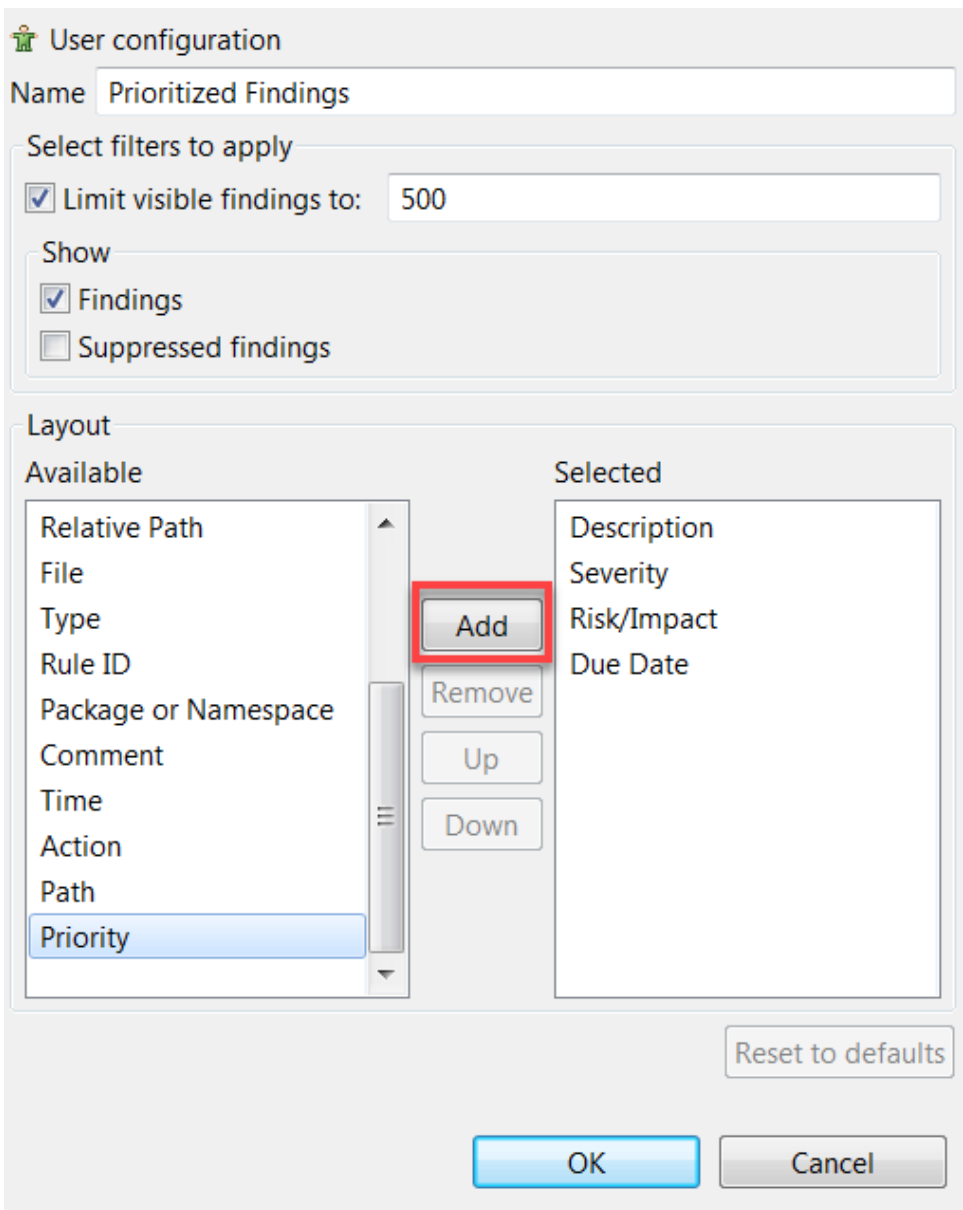 User configuration
Name Prioritized Findings
Select filters to apply
Limit visible findings to: 500
Show
Findings
Suppressed findings
Layout
Available
Relative Path
File
Type
Rule ID
Package or Namespace
Comment
Time
Action
Path
Priority
Add
Remove
Up
Down
Selected
Description
Severity
Risk/Impact
Due Date
Reset to defaults
OK Cancel